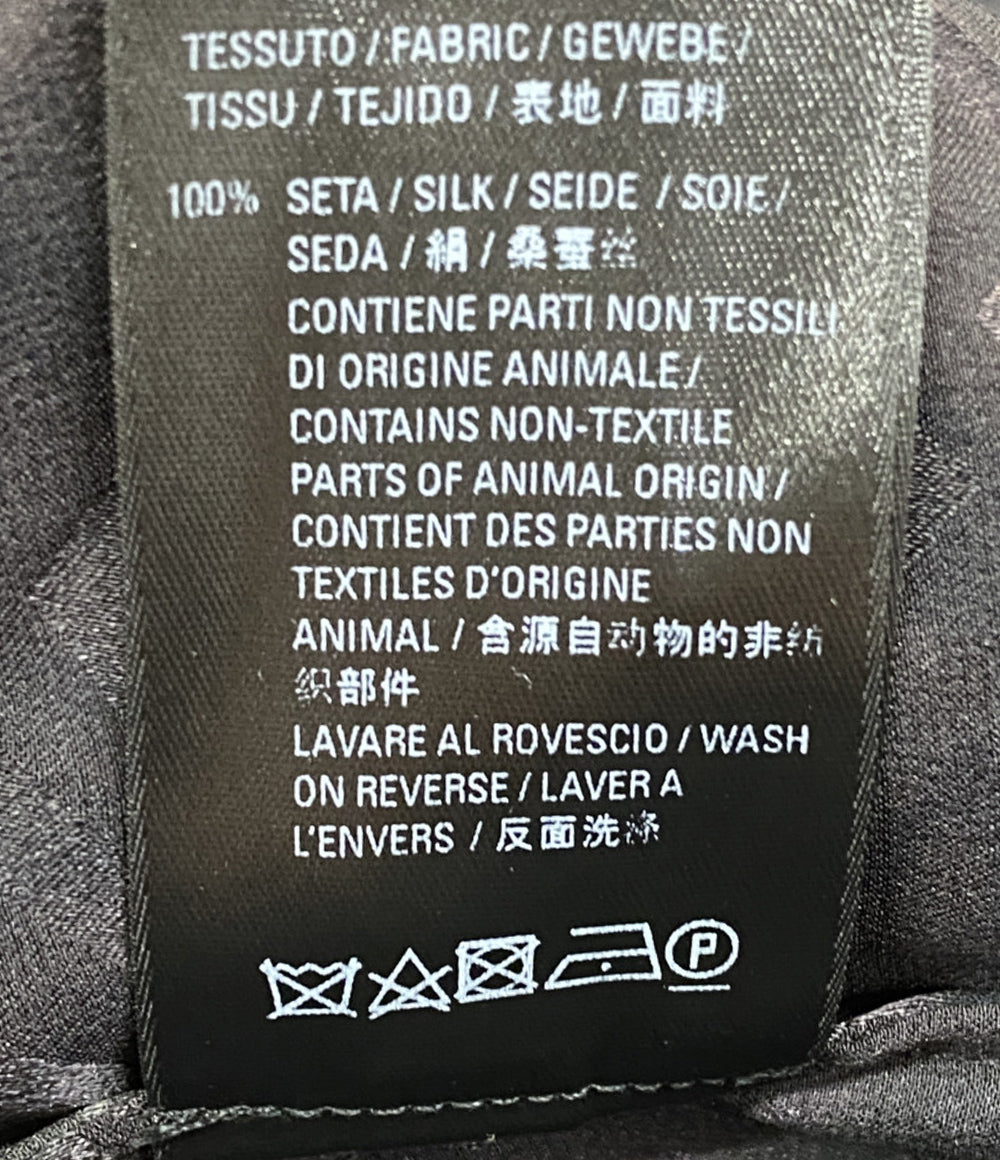 TESSUTO / FABRIC / GEWEBE /
TISSU / TEJIDO / 表地 / 面料
100% SETA / SILK / SEIDE / SOIE /
SEDA / 絹 / 桑蚕丝
CONTIENE PARTI NON TESSILI
DI ORIGINE ANIMALE /
CONTAINS NON-TEXTILE
PARTS OF ANIMAL ORIGIN /
CONTIENT DES PARTIES NON
TEXTILES D'ORIGINE
ANIMAL / 含源自动物的非纺
织部件
LAVARE AL ROVESCIO / WASH
ON REVERSE / LAVER A
L'ENVERS / 反面洗涤
P